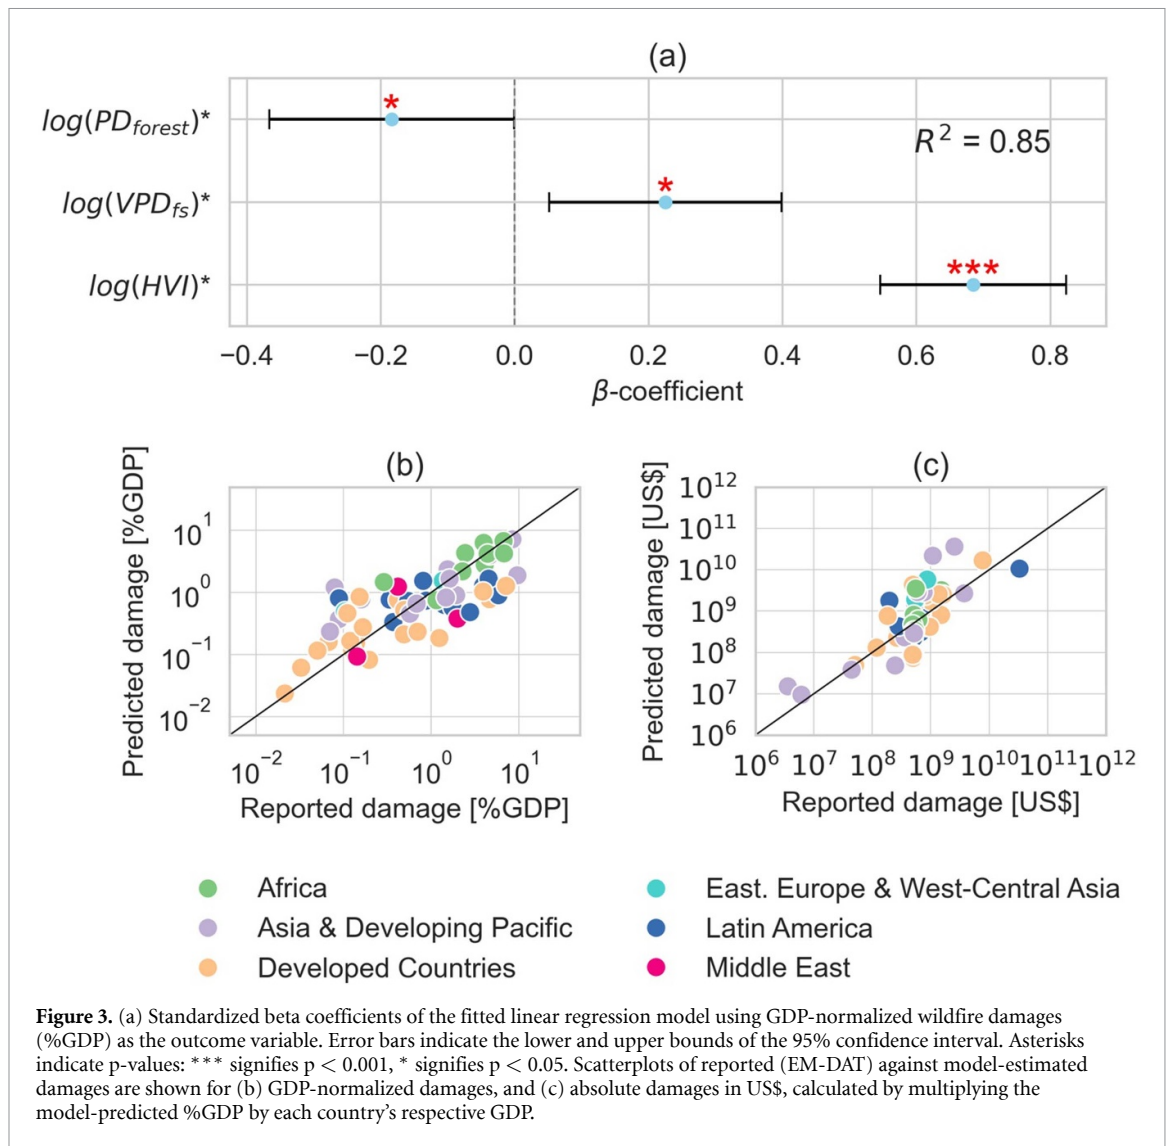 (a)
log(PD_forest)*
*
R² = 0.85
log(VPD_fs)*
*
log(HVI)*
***
−0.4 −0.2 0.0 0.2 0.4 0.6 0.8
β-coefficient
(b)
Predicted damage [%GDP]
10¹
10⁰
10⁻¹
10⁻²
10⁻² 10⁻¹ 10⁰ 10¹
Reported damage [%GDP]
(c)
Predicted damage [US$]
10¹²
10¹¹
10¹⁰
10⁹
10⁸
10⁷
10⁶
10⁶ 10⁷ 10⁸ 10⁹ 10¹⁰ 10¹¹ 10¹²
Reported damage [US$]
Africa
Asia & Developing Pacific
Developed Countries
East. Europe & West-Central Asia
Latin America
Middle East
Figure 3. (a) Standardized beta coefficients of the fitted linear regression model using GDP-normalized wildfire damages
(%GDP) as the outcome variable. Error bars indicate the lower and upper bounds of the 95% confidence interval. Asterisks
indicate p-values: *** signifies p < 0.001, * signifies p < 0.05. Scatterplots of reported (EM-DAT) against model-estimated
damages are shown for (b) GDP-normalized damages, and (c) absolute damages in US$, calculated by multiplying the
model-predicted %GDP by each country's respective GDP.